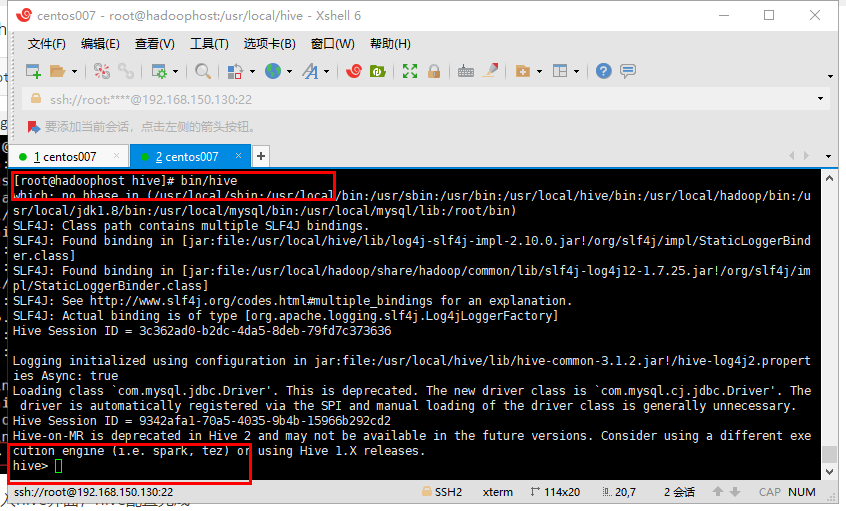 centos007 - root@hadoophost:/usr/local/hive - Xshell 6
文件(F) 编辑(E) 查看(V) 工具(T) 选项卡(B) 窗口(W) 帮助(H)
ssh://root:****@192.168.150.130:22
要添加当前会话，点击左侧的箭头按钮。
1 centos007
2 centos007
[root@hadoophost hive]# bin/hive
which: no hbase in (/usr/local/sbin:/usr/local/bin:/usr/sbin:/usr/bin:/usr/local/hive/bin:/usr/local/hadoop/bin:/u
sr/local/jdk1.8/bin:/usr/local/mysql/bin:/usr/local/mysql/lib:/root/bin)
SLF4J: Class path contains multiple SLF4J bindings.
SLF4J: Found binding in [jar:file:/usr/local/hive/lib/log4j-slf4j-impl-2.10.0.jar!/org/slf4j/impl/StaticLoggerBind
er.class]
SLF4J: Found binding in [jar:file:/usr/local/hadoop/share/hadoop/common/lib/slf4j-log4j12-1.7.25.jar!/org/slf4j/im
pl/StaticLoggerBinder.class]
SLF4J: See http://www.slf4j.org/codes.html#multiple_bindings for an explanation.
SLF4J: Actual binding is of type [org.apache.logging.slf4j.Log4jLoggerFactory]
Hive Session ID = 3c362ad0-b2dc-4da5-8deb-79fd7c373636
Logging initialized using configuration in jar:file:/usr/local/hive/lib/hive-common-3.1.2.jar!/hive-log4j2.propert
ies Async: true
Loading class `com.mysql.jdbc.Driver'. This is deprecated. The new driver class is `com.mysql.cj.jdbc.Driver'. The
driver is automatically registered via the SPI and manual loading of the driver class is generally unnecessary.
Hive Session ID = 9342afa1-70a5-4035-9b4b-15966b292cd2
Hive-on-MR is deprecated in Hive 2 and may not be available in the future versions. Consider using a different exe
cution engine (i.e. spark, tez) or using Hive 1.X releases.
hive>
ssh://root@192.168.150.130:22 SSH2 xterm 114x20 20,7 2 会话 CAP NUM